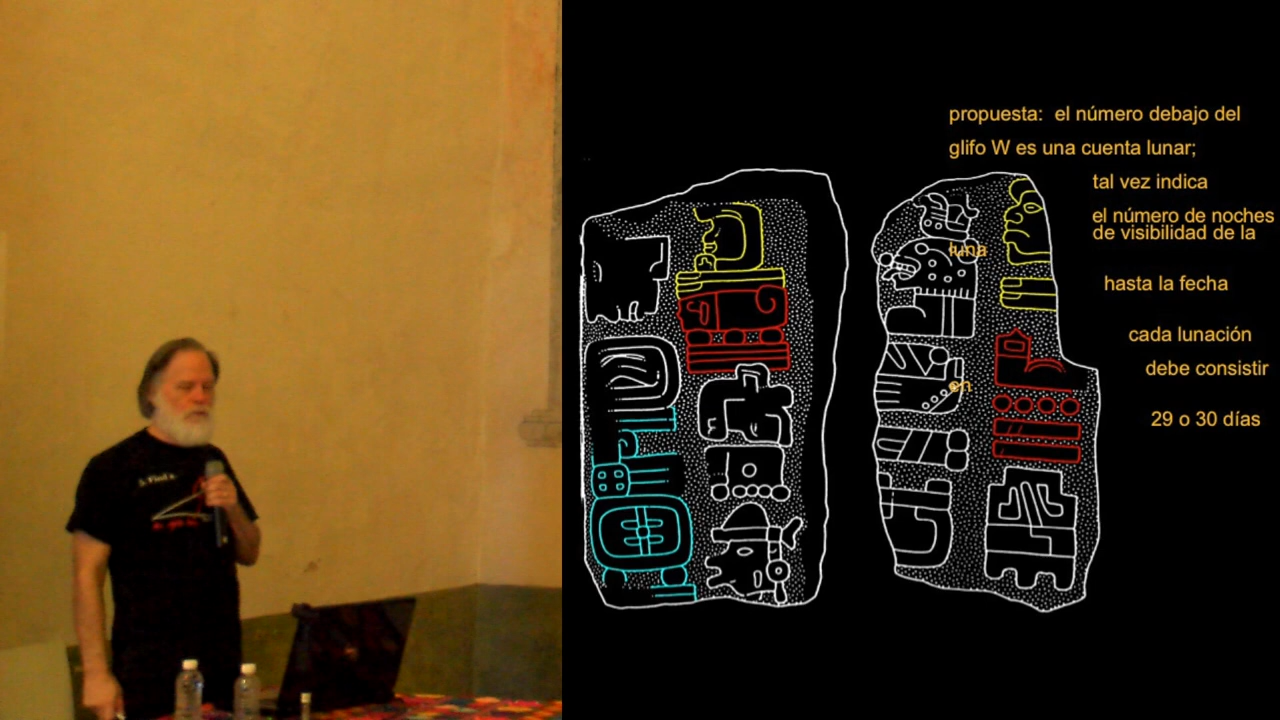 propuesta: el número debajo del
glifo W es una cuenta lunar;
tal vez indica
el número de noches
de visibilidad de la
luna
hasta la fecha
cada lunación
debe consistir
en
29 o 30 días